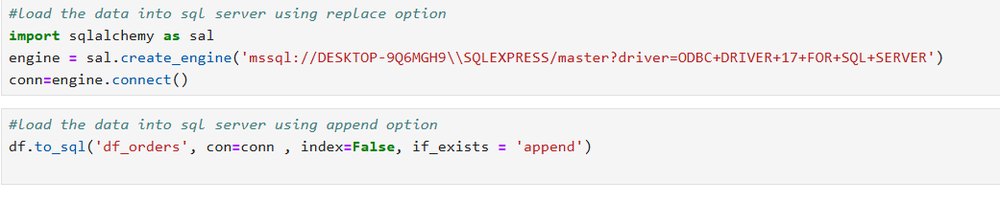 #load the data into sql server using replace option
import sqlalchemy as sal
engine = sal.create_engine('mssql://DESKTOP-9Q6MGH9\\SQLEXPRESS/master?driver=ODBC+DRIVER+17+FOR+SQL+SERVER')
conn=engine.connect()
#load the data into sql server using append option
df.to_sql('df_orders', con=conn , index=False, if_exists = 'append')